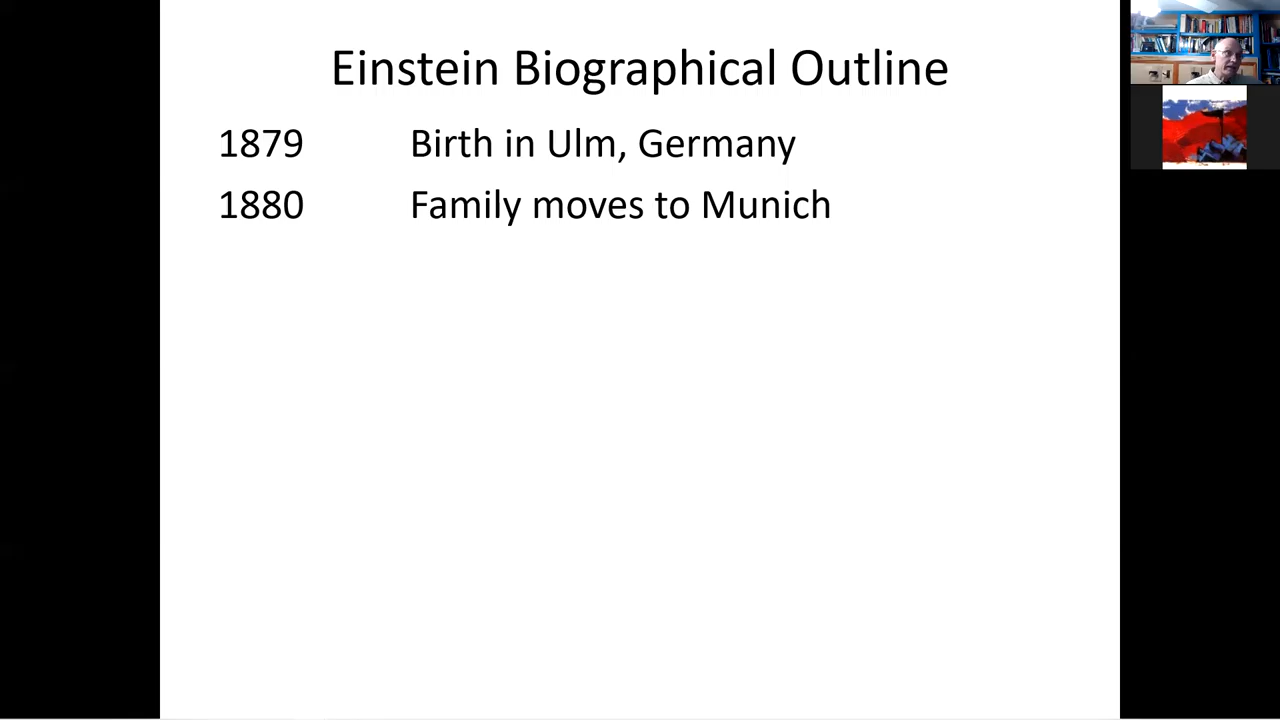 Einstein Biographical Outline
1879 Birth in Ulm, Germany
1880 Family moves to Munich